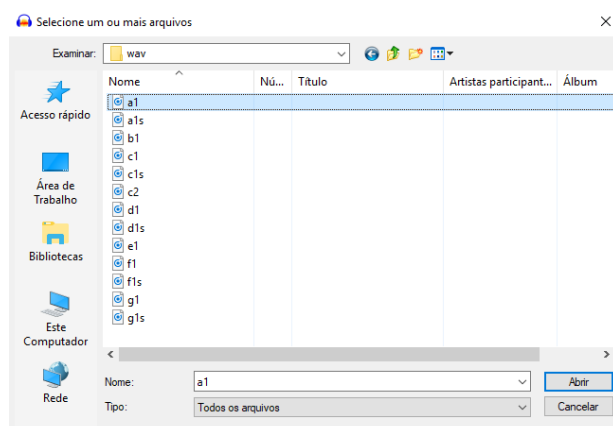 Selecione um ou mais arquivos
Examinar: wav
Nome Nú... Título Artistas participant... Álbum
a1
a1s
b1
c1
c1s
c2
d1
d1s
e1
f1
f1s
g1
g1s
Acesso rápido
Área de
Trabalho
Bibliotecas
Este
Computador
Rede
Nome: a1 Abrir
Tipo: Todos os arquivos Cancelar